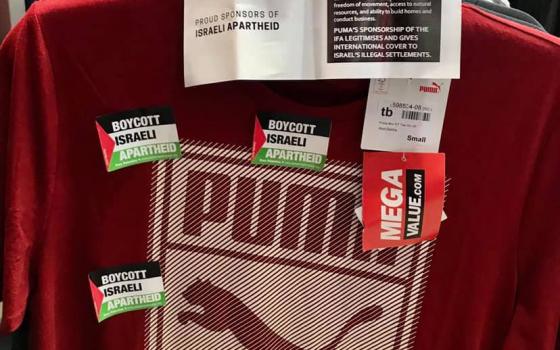 PROUD SPONSORS OF
ISRAELI APARTHEID
freedom of movement, access to natural
resources, and ability to build homes and
conduct business.
PUMA'S SPONSORSHIP OF THE
IFA LEGITIMISES AND GIVES
INTERNATIONAL COVER TO
ISRAEL'S ILLEGAL SETTLEMENTS.
PUMA
tb
Small
BOYCOTT
ISRAELI
APARTHEID
BOYCOTT
ISRAELI
APARTHEID
MEGA
VALUE.COM
PUMA
BOYCOTT
ISRAELI
APARTHEID